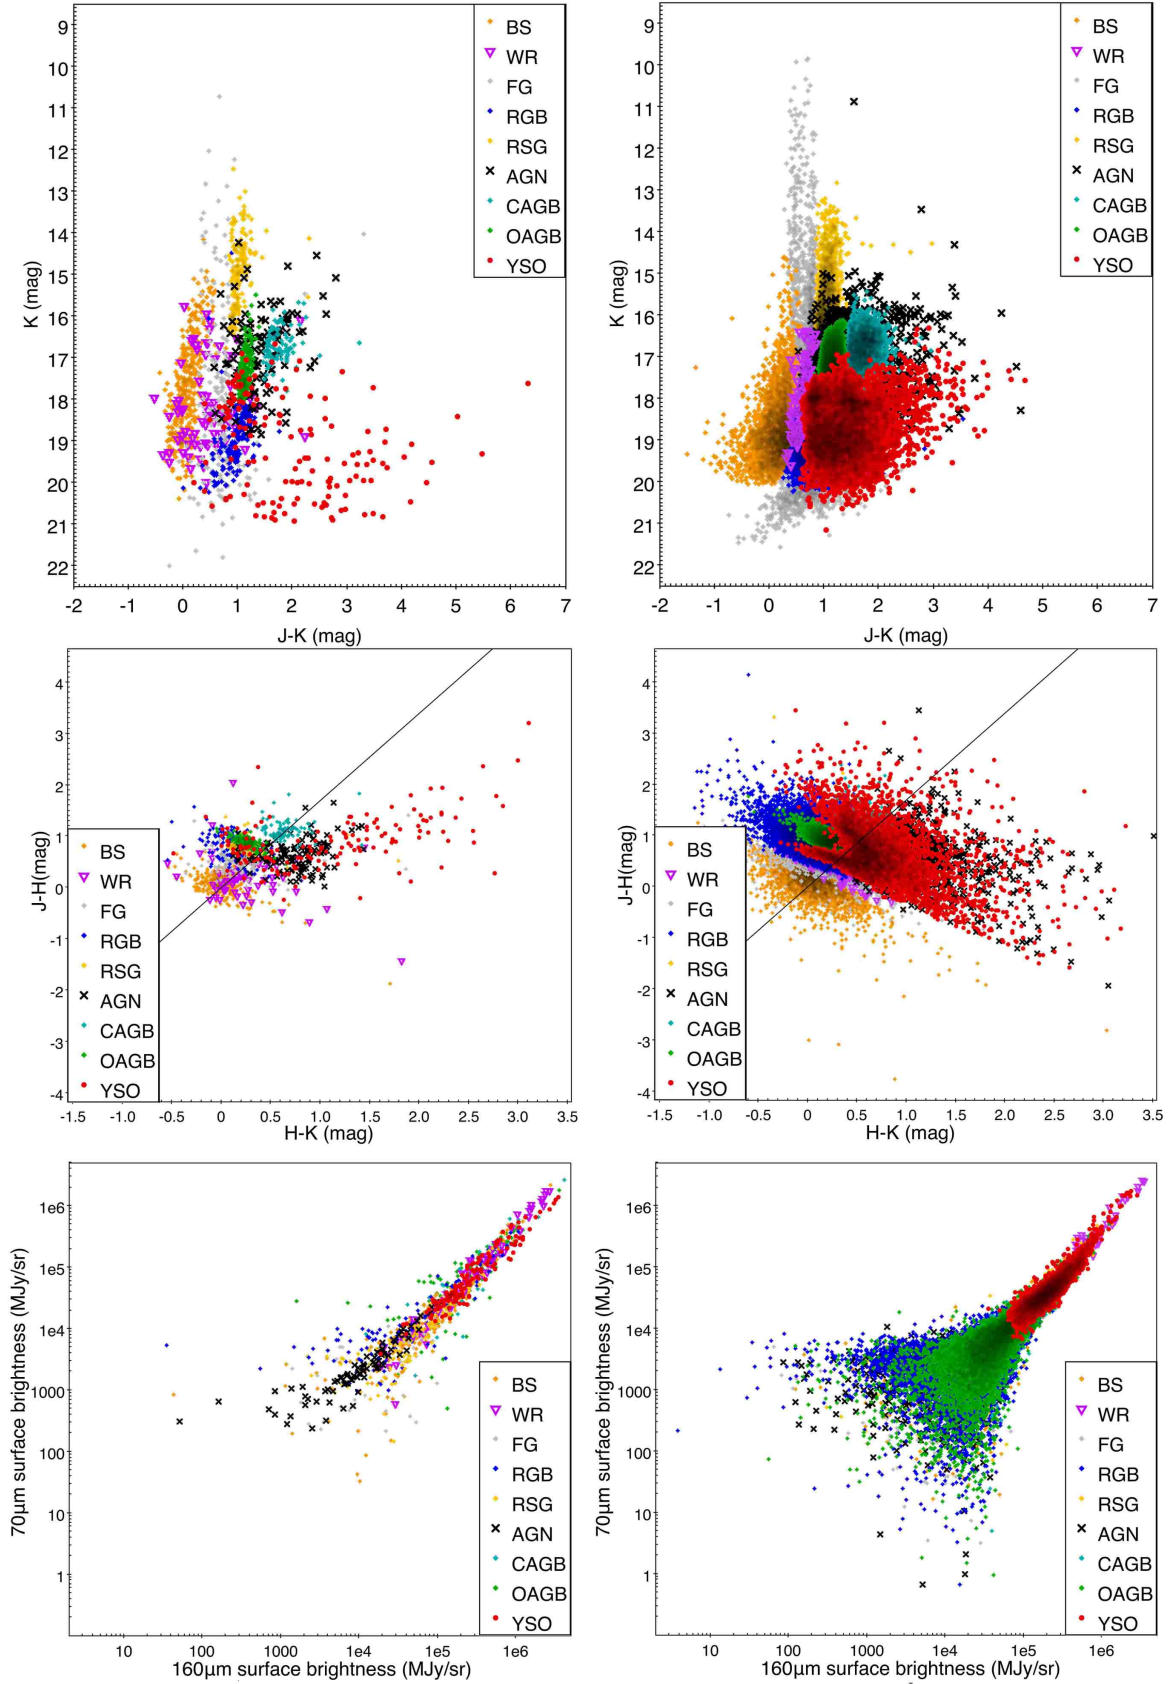 9
10
11
12
13
14
15
16
17
18
19
20
21
22
K (mag)
-2 -1 0 1 2 3 4 5 6 7
J-K (mag)
BS
WR
FG
RGB
RSG
AGN
CAGB
OAGB
YSO
9
10
11
12
13
14
15
16
17
18
19
20
21
22
K (mag)
-2 -1 0 1 2 3 4 5 6 7
J-K (mag)
BS
WR
FG
RGB
RSG
AGN
CAGB
OAGB
YSO
4
3
2
1
0
-1
-2
-3
-4
J-H(mag)
-1.5 -1.0 -0.5 0 0.5 1.0 1.5 2.0 2.5 3.0 3.5
H-K (mag)
BS
WR
FG
RGB
RSG
AGN
CAGB
OAGB
YSO
4
3
2
1
0
-1
-2
-3
-4
J-H(mag)
-1.5 -1.0 -0.5 0 0.5 1.0 1.5 2.0 2.5 3.0 3.5
H-K (mag)
BS
WR
FG
RGB
RSG
AGN
CAGB
OAGB
YSO
1e6
1e5
1e4
1000
100
10
1
70µm surface brightness (MJy/sr)
10 100 1000 1e4 1e5 1e6
160µm surface brightness (MJy/sr)
BS
WR
FG
RGB
RSG
AGN
CAGB
OAGB
YSO
1e6
1e5
1e4
1000
100
10
1
70µm surface brightness (MJy/sr)
10 100 1000 1e4 1e5 1e6
160µm surface brightness (MJy/sr)
BS
WR
FG
RGB
RSG
AGN
CAGB
OAGB
YSO